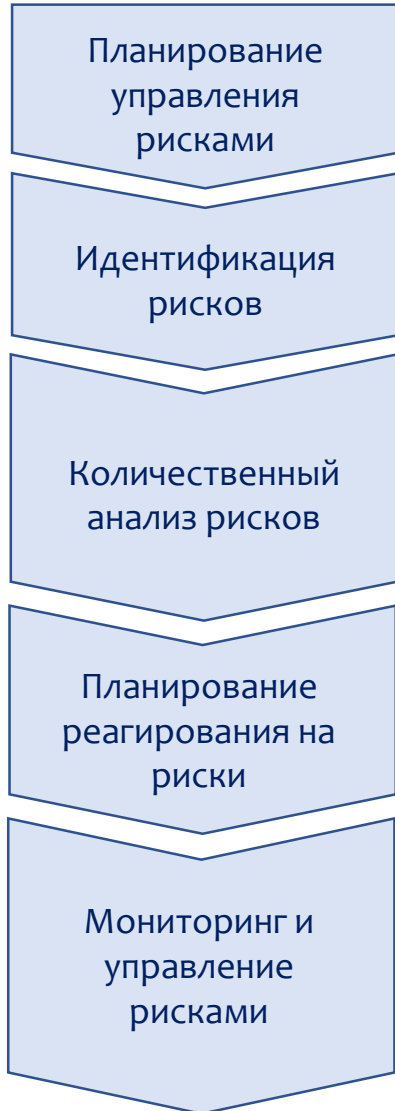 Планирование
управления
рисками
Идентификация
рисков
Количественный
анализ рисков
Планирование
реагирования на
риски
Мониторинг и
управление
рисками